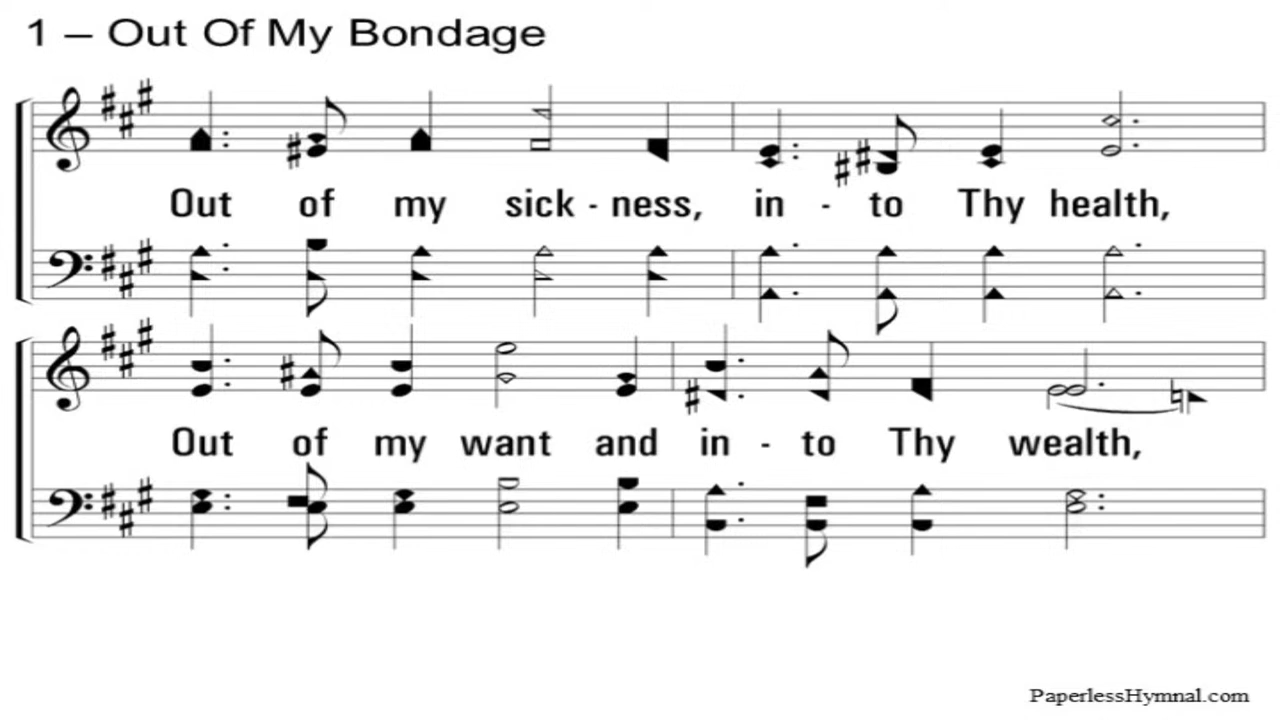 1 – Out Of My Bondage
Out of my sick - ness, in - to Thy health,
Out of my want and in - to Thy wealth,
PaperlessHymnal.com